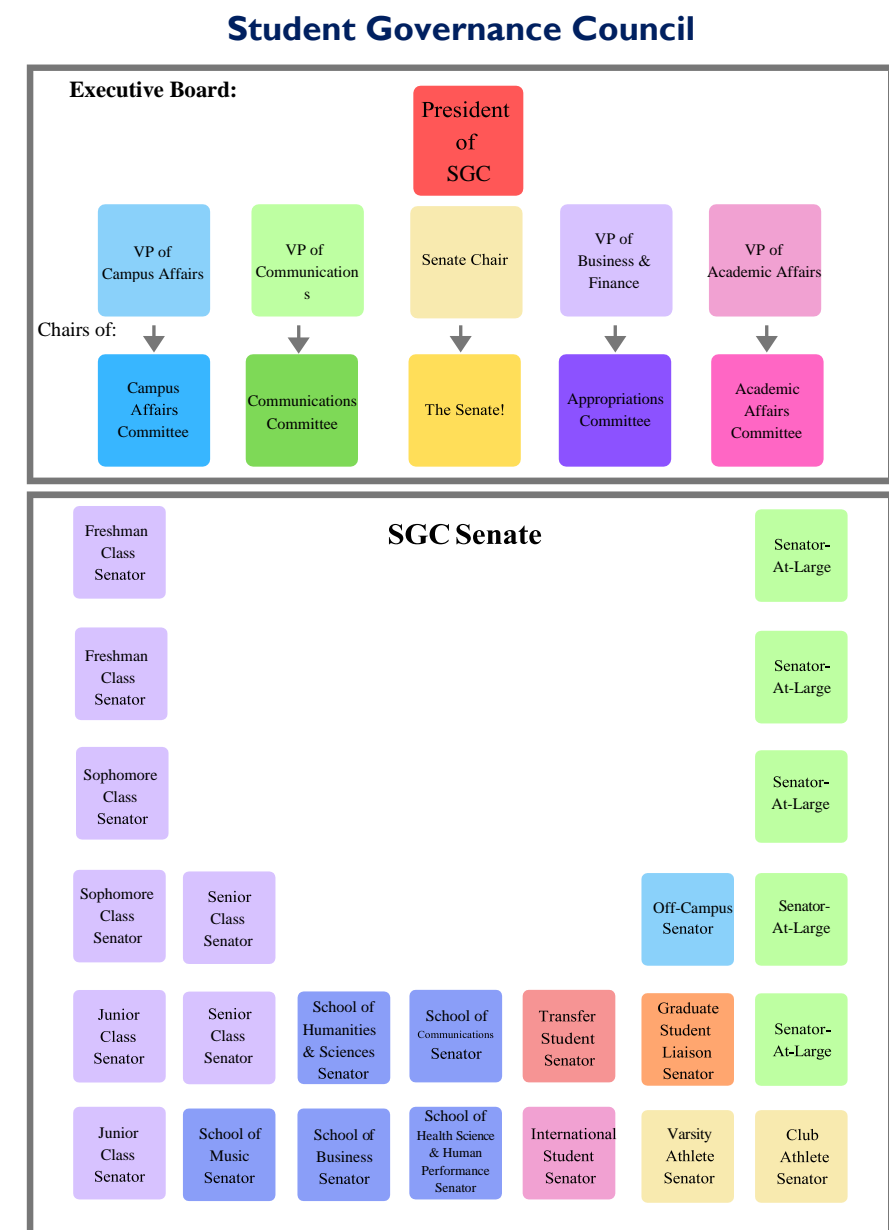 Student Governance Council
Executive Board:
President
of
SGC
VP of
Campus Affairs
VP of
Communication
s
Senate Chair
VP of
Business &
Finance
VP of
Academic Affairs
Chairs of:
Campus
Affairs
Committee
Communications
Committee
The Senate!
Appropriations
Committee
Academic
Affairs
Committee
SGC Senate
Freshman
Class
Senator
Senator-
At-Large
Freshman
Class
Senator
Senator-
At-Large
Sophomore
Class
Senator
Senator-
At-Large
Sophomore
Class
Senator
Senior
Class
Senator
Off-Campus
Senator
Senator-
At-Large
Junior
Class
Senator
Senior
Class
Senator
School of
Humanities
& Sciences
Senator
School of
Communications
Senator
Transfer
Student
Senator
Graduate
Student
Liaison
Senator
Senator-
At-Large
Junior
Class
Senator
School of
Music
Senator
School of
Business
Senator
School of
Health Science
& Human
Performance
Senator
International
Student
Senator
Varsity
Athlete
Senator
Club
Athlete
Senator